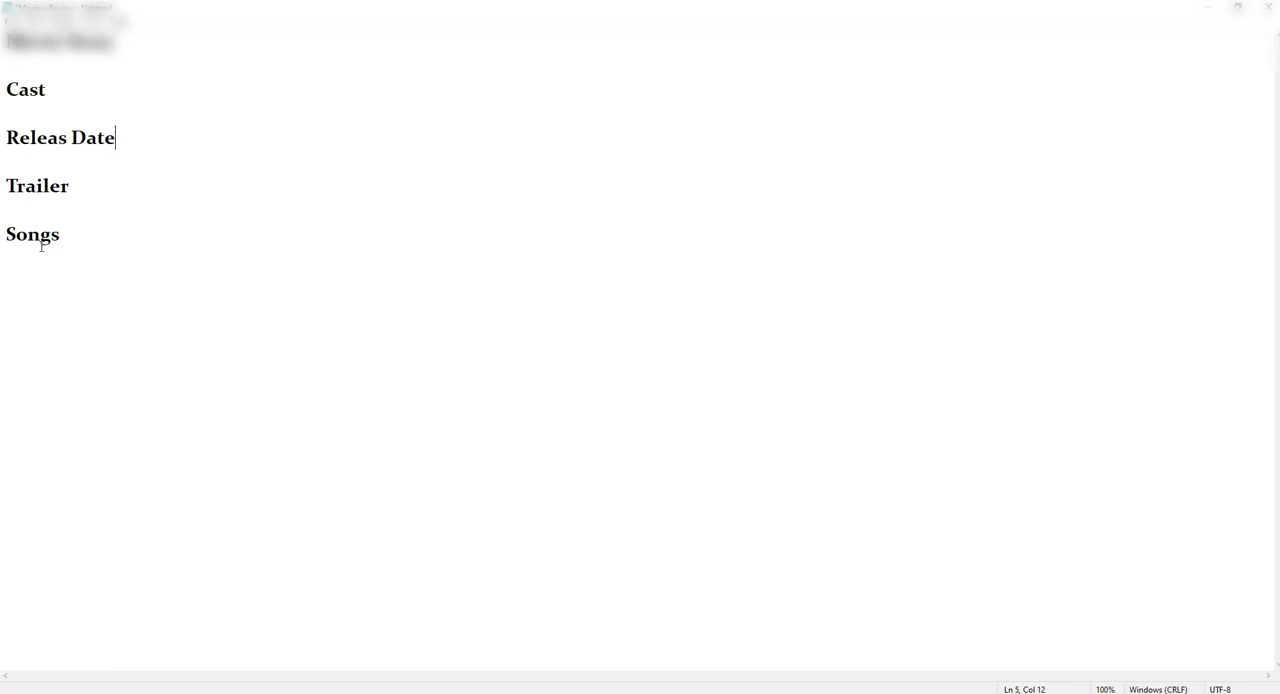 Cast
Releas Date
Trailer
Songs
Ln 5, Col 12
100%
Windows (CRLF)
UTF-8